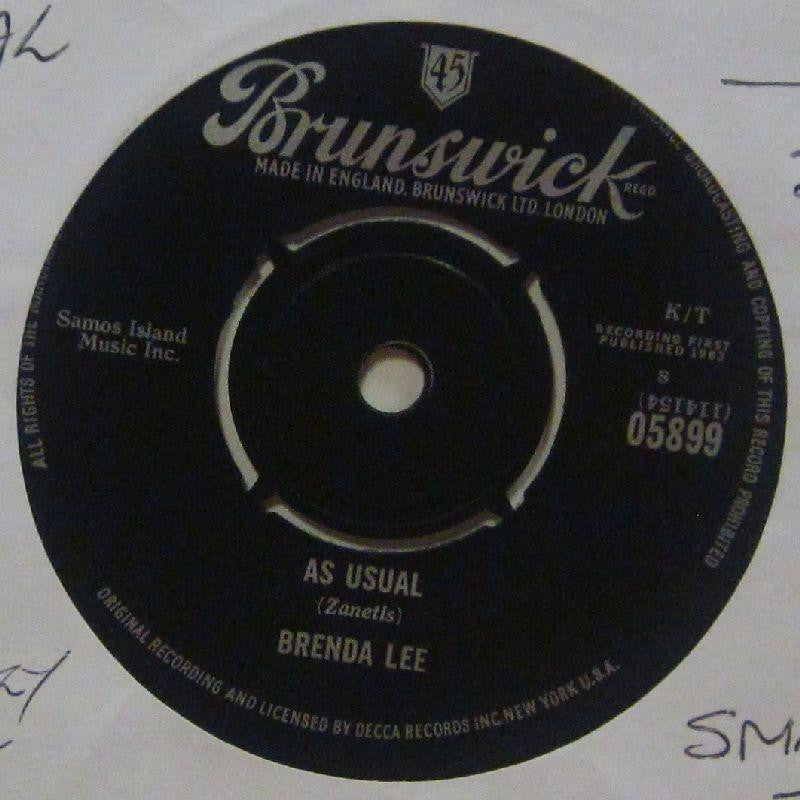 45
Brunswick
REGD.
MADE IN ENGLAND, BRUNSWICK LTD. LONDON
Samos Island
Music Inc.
K/T
RECORDING FIRST
PUBLISHED 1963
S
(114154)
05899
AS USUAL
(Zanetis)
BRENDA LEE
ORIGINAL RECORDING AND LICENSED BY DECCA RECORDS INC. NEW YORK U.S.A.
ALL RIGHTS OF THE
BROADCASTING AND COPYING OF THIS RECORD PROHIBITED